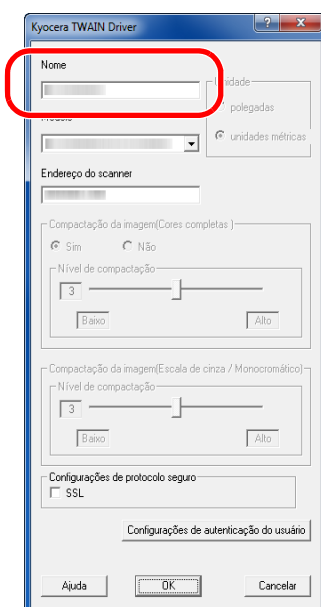 Kyocera TWAIN Driver
Nome
Unidade
polegadas
Modelo
unidades métricas
Endereço do scanner
Compactação da imagem(Cores completas )
Sim Não
Nível de compactação
3
Baixo Alto
Compactação da imagem(Escala de cinza / Monocromático)
Nível de compactação
3
Baixo Alto
Configurações de protocolo seguro
SSL
Configurações de autenticação do usuário
Ajuda OK Cancelar